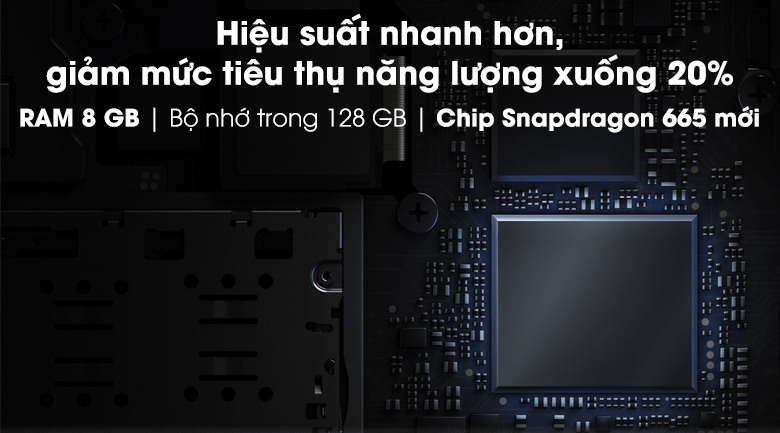 Hiệu suất nhanh hơn,
giảm mức tiêu thụ năng lượng xuống 20%
RAM 8 GB | Bộ nhớ trong 128 GB | Chip Snapdragon 665 mới